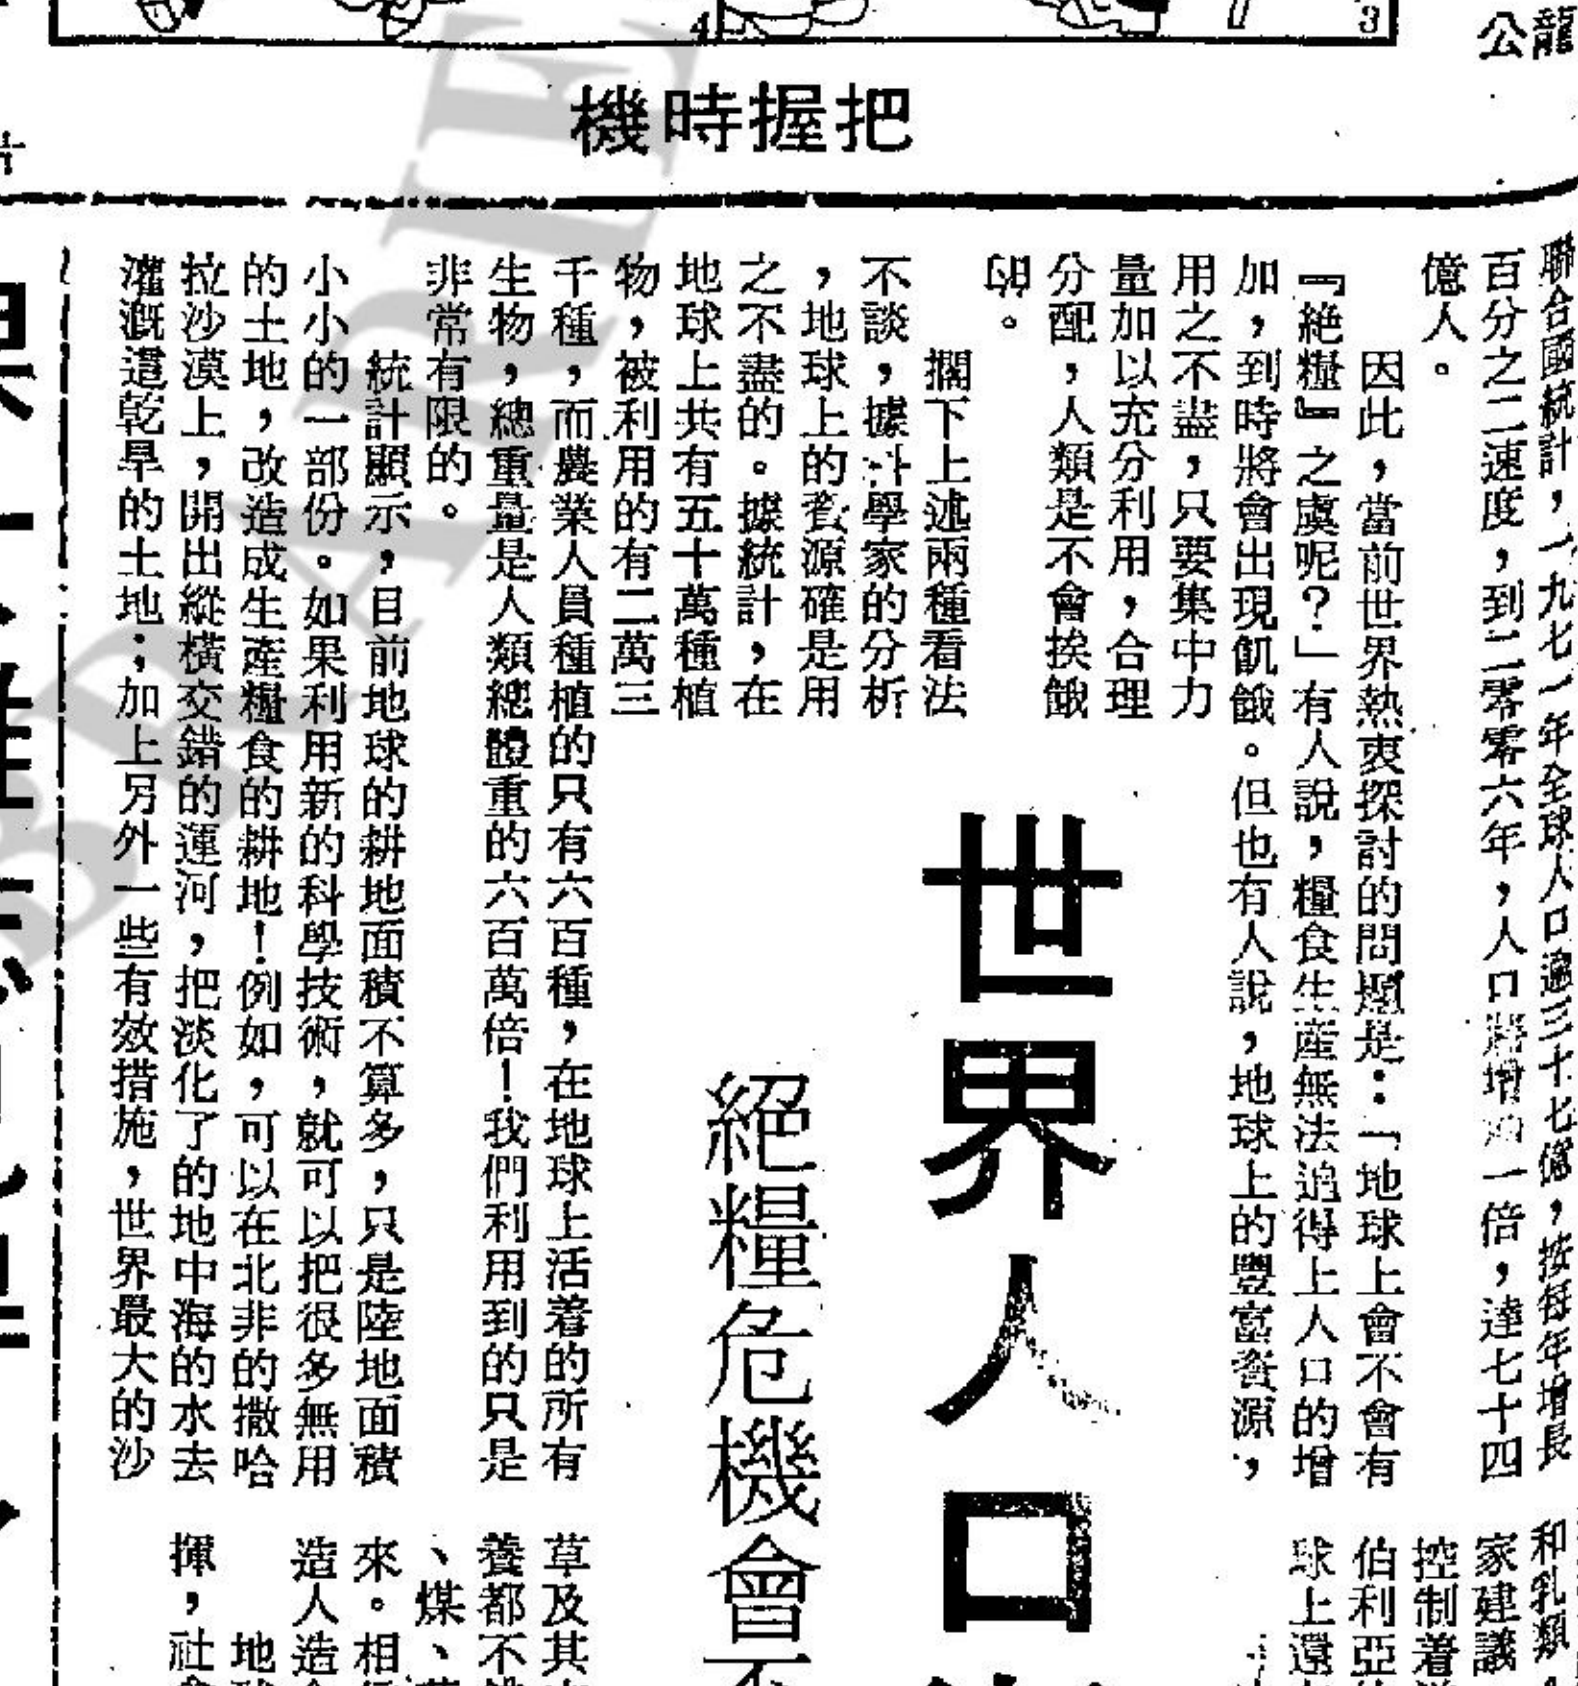 龍
公
4
3
把握時機
片
聯合國統計，一九七一年全球人口逾三十七億，按每年增長
百分之二速度，到二零零六年，人口將增加一倍，達七十四
億人。
因此，當前世界熱衷探討的問題是：「地球上會不會有
『絕糧』之虞呢？」有人說，糧食生產無法追得上人口的增
加，到時將會出現飢餓。但也有人說，地球上的豐富資源，
用之不盡，只要集中力
量加以充分利用，合理
分配，人類是不會挨餓
的。
擱下上述兩種看法
不談，據科學家的分析
，地球上的資源確是用
之不盡的。據統計，在
地球上共有五十萬種植
物，被利用的有二萬三
千種，而農業人員種植的只有六百種，在地球上活着的所有
生物，總重量是人類總體重的六百萬倍！我們利用到的只是
非常有限的。
統計顯示，目前地球的耕地面積不算多，只是陸地面積
小小的一部份。如果利用新的科學技術，就可以把很多無用
的土地，改造成生產糧食的耕地！例如，可以在北非的撒哈
拉沙漠上，開出縱橫交錯的運河，把淡化了的地中海的水去
灌溉這乾旱的土地；加上另外一些有效措施，世界最大的沙
世界人口
絕糧危機會
和乳類
家建議
控制着
伯利亞
球上還
草及其
養都不
、煤、
來。相
造人造
地
揮，社
BRARIE